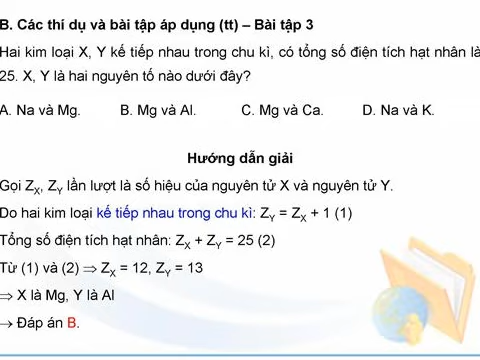 B. Các thí dụ và bài tập áp dụng (tt) – Bài tập 3
Hai kim loại X, Y kế tiếp nhau trong chu kì, có tổng số điện tích hạt nhân là
25. X, Y là hai nguyên tố nào dưới đây?
A. Na và Mg. B. Mg và Al. C. Mg và Ca. D. Na và K.
Hướng dẫn giải
Gọi Z_X, Z_Y lần lượt là số hiệu của nguyên tử X và nguyên tử Y.
Do hai kim loại kế tiếp nhau trong chu kì: Z_Y = Z_X + 1 (1)
Tổng số điện tích hạt nhân: Z_X + Z_Y = 25 (2)
Từ (1) và (2) ⇒ Z_X = 12, Z_Y = 13
⇒ X là Mg, Y là Al
→ Đáp án B.